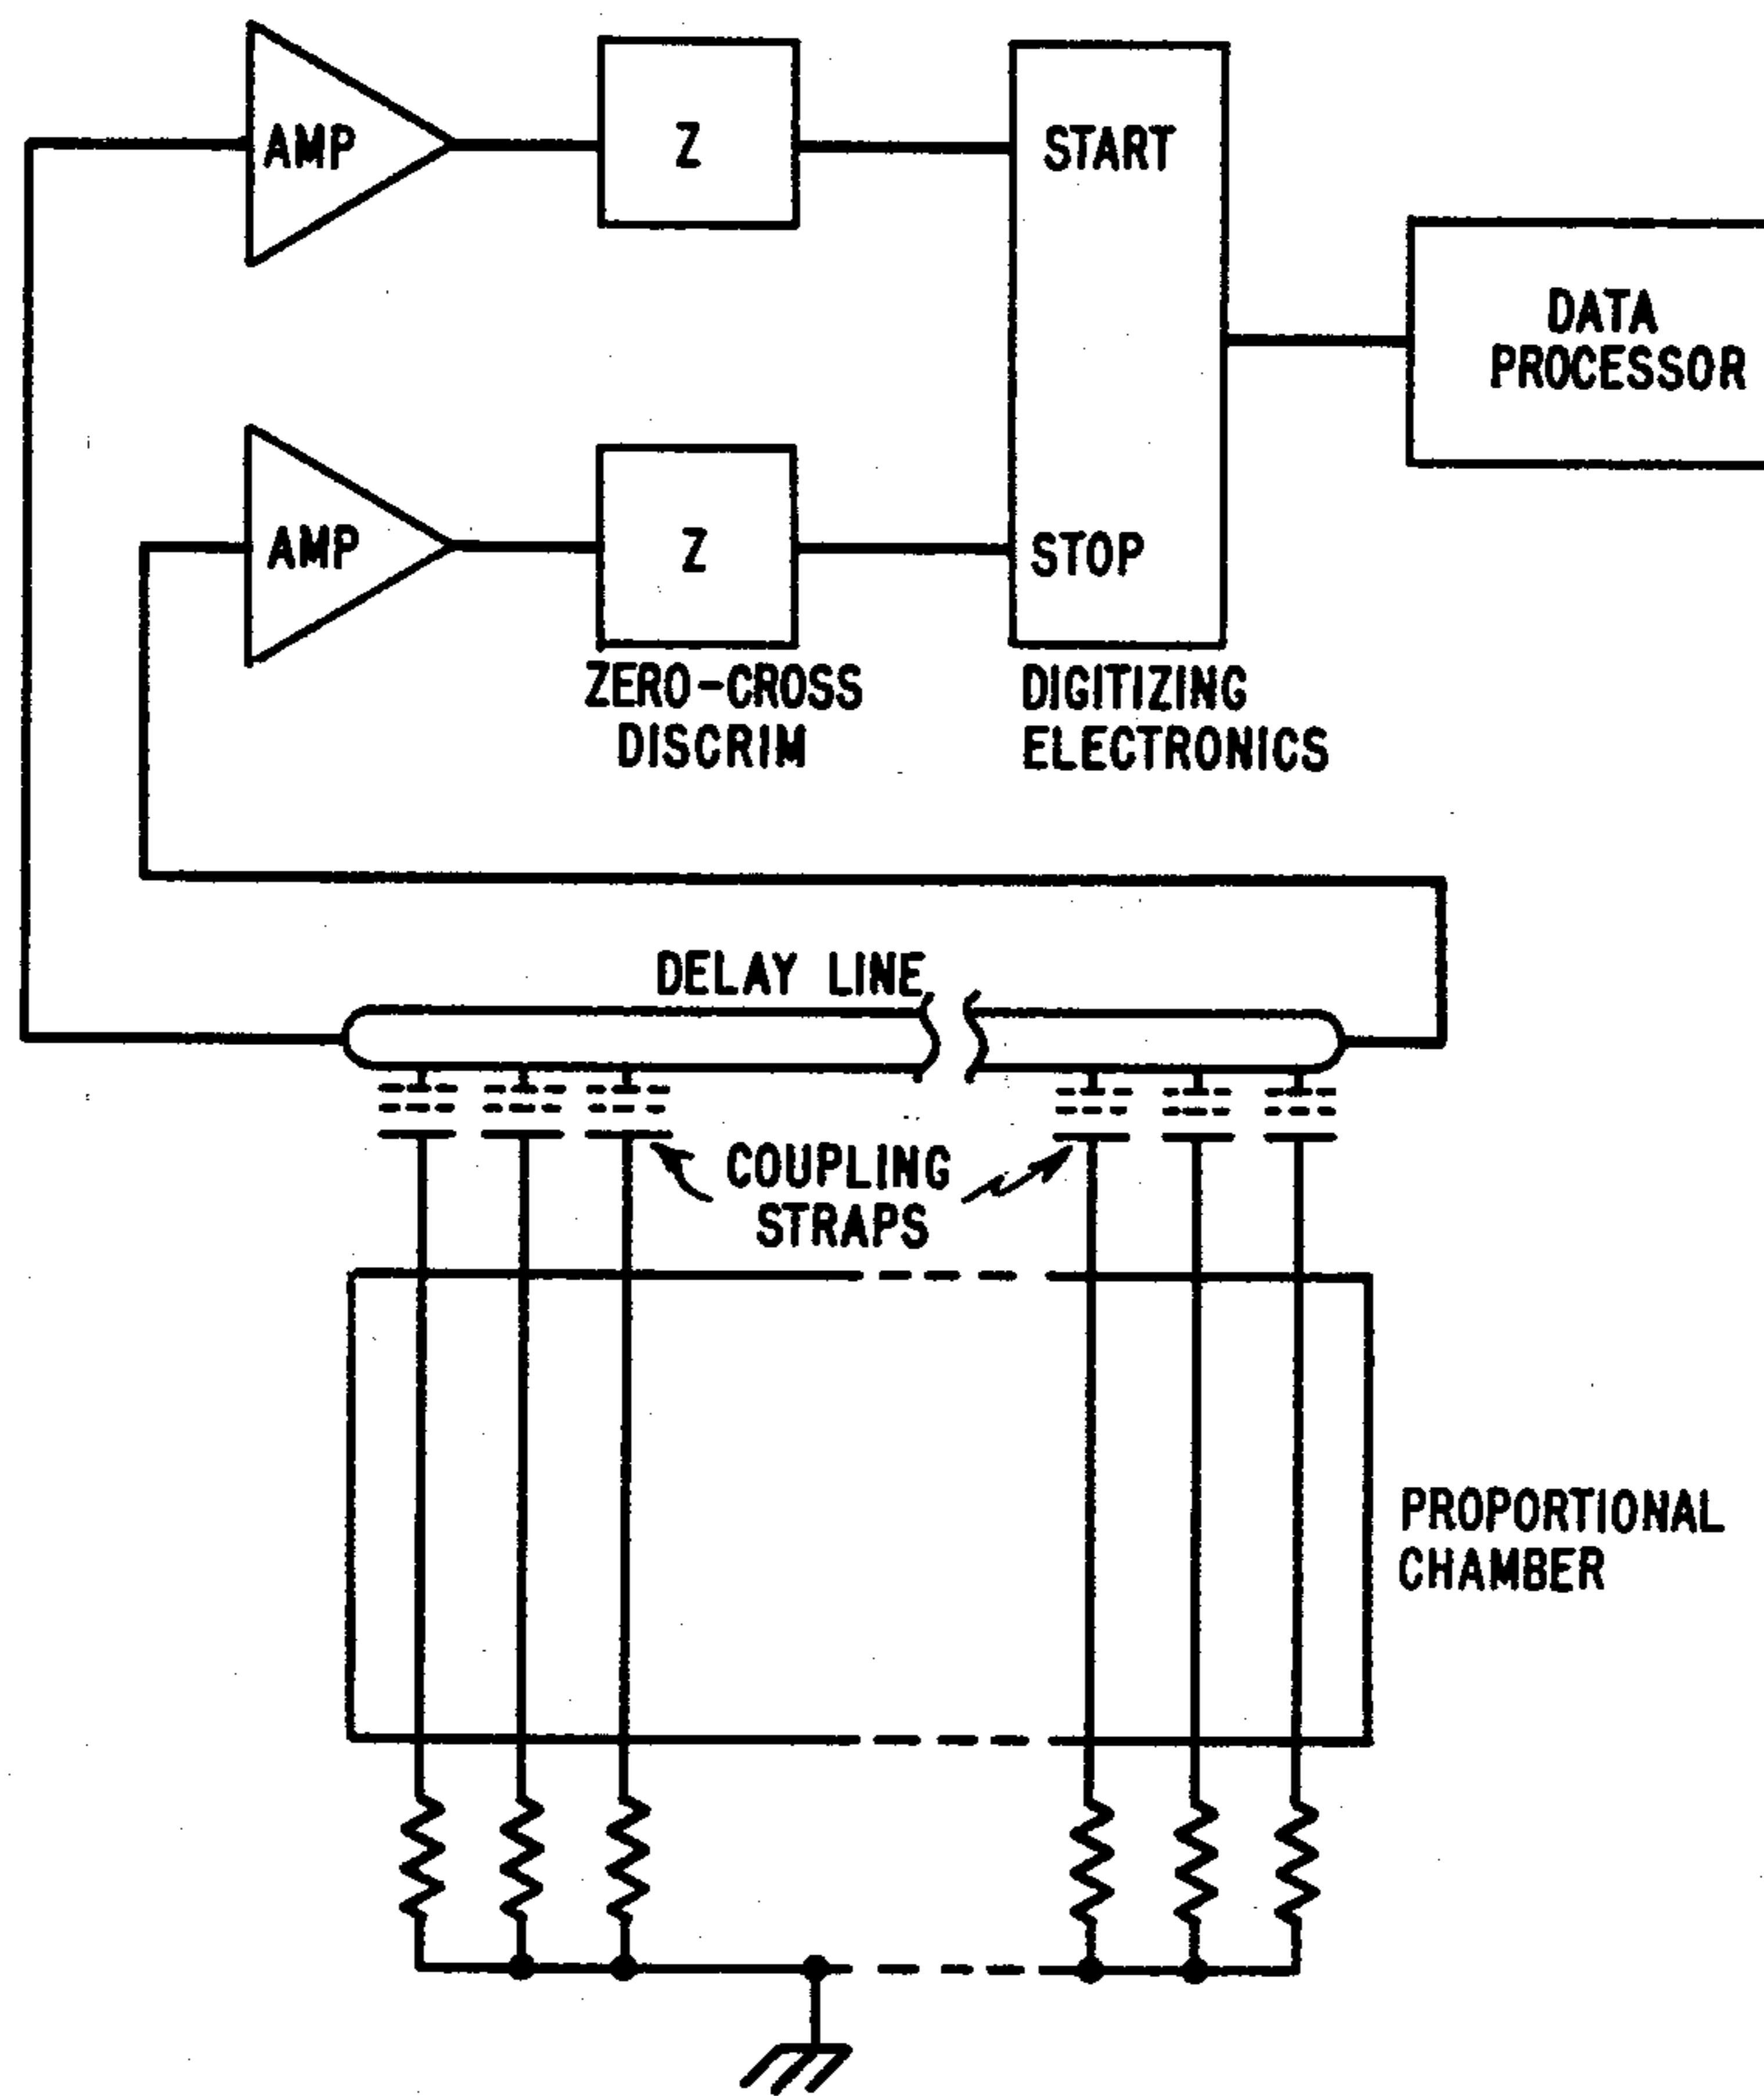 AMP
Z
START
DATA
PROCESSOR
AMP
Z
STOP
ZERO-CROSS
DISCRIM
DIGITIZING
ELECTRONICS
DELAY LINE
COUPLING
STRAPS
PROPORTIONAL
CHAMBER